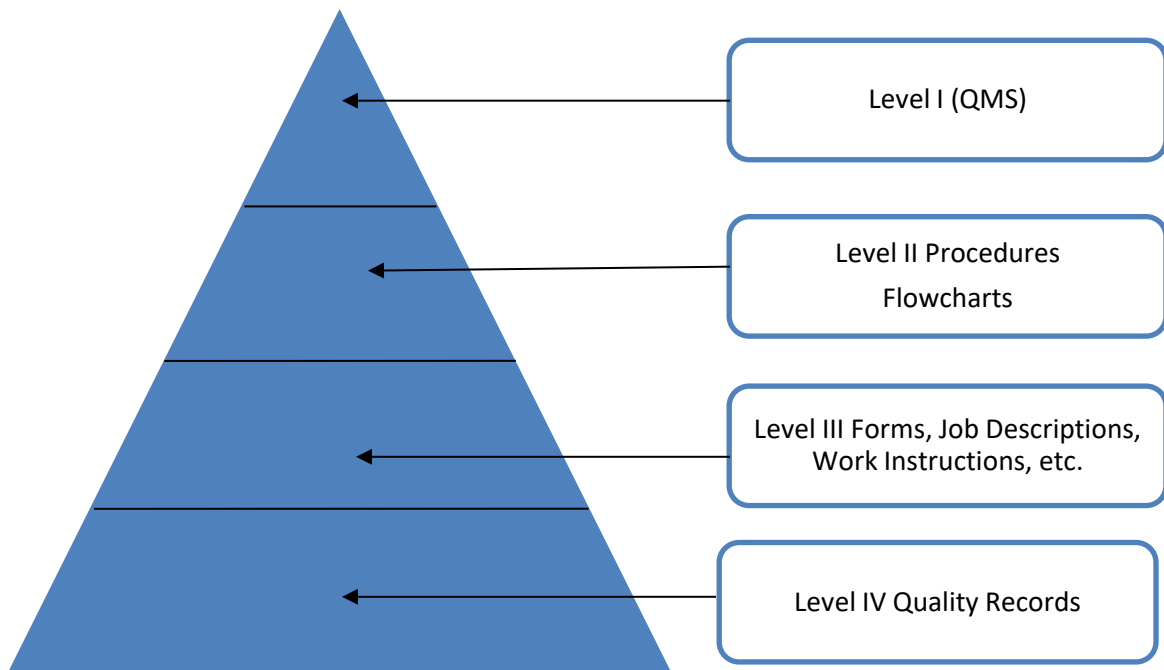 Level I (QMS)
Level II Procedures
Flowcharts
Level III Forms, Job Descriptions,
Work Instructions, etc.
Level IV Quality Records